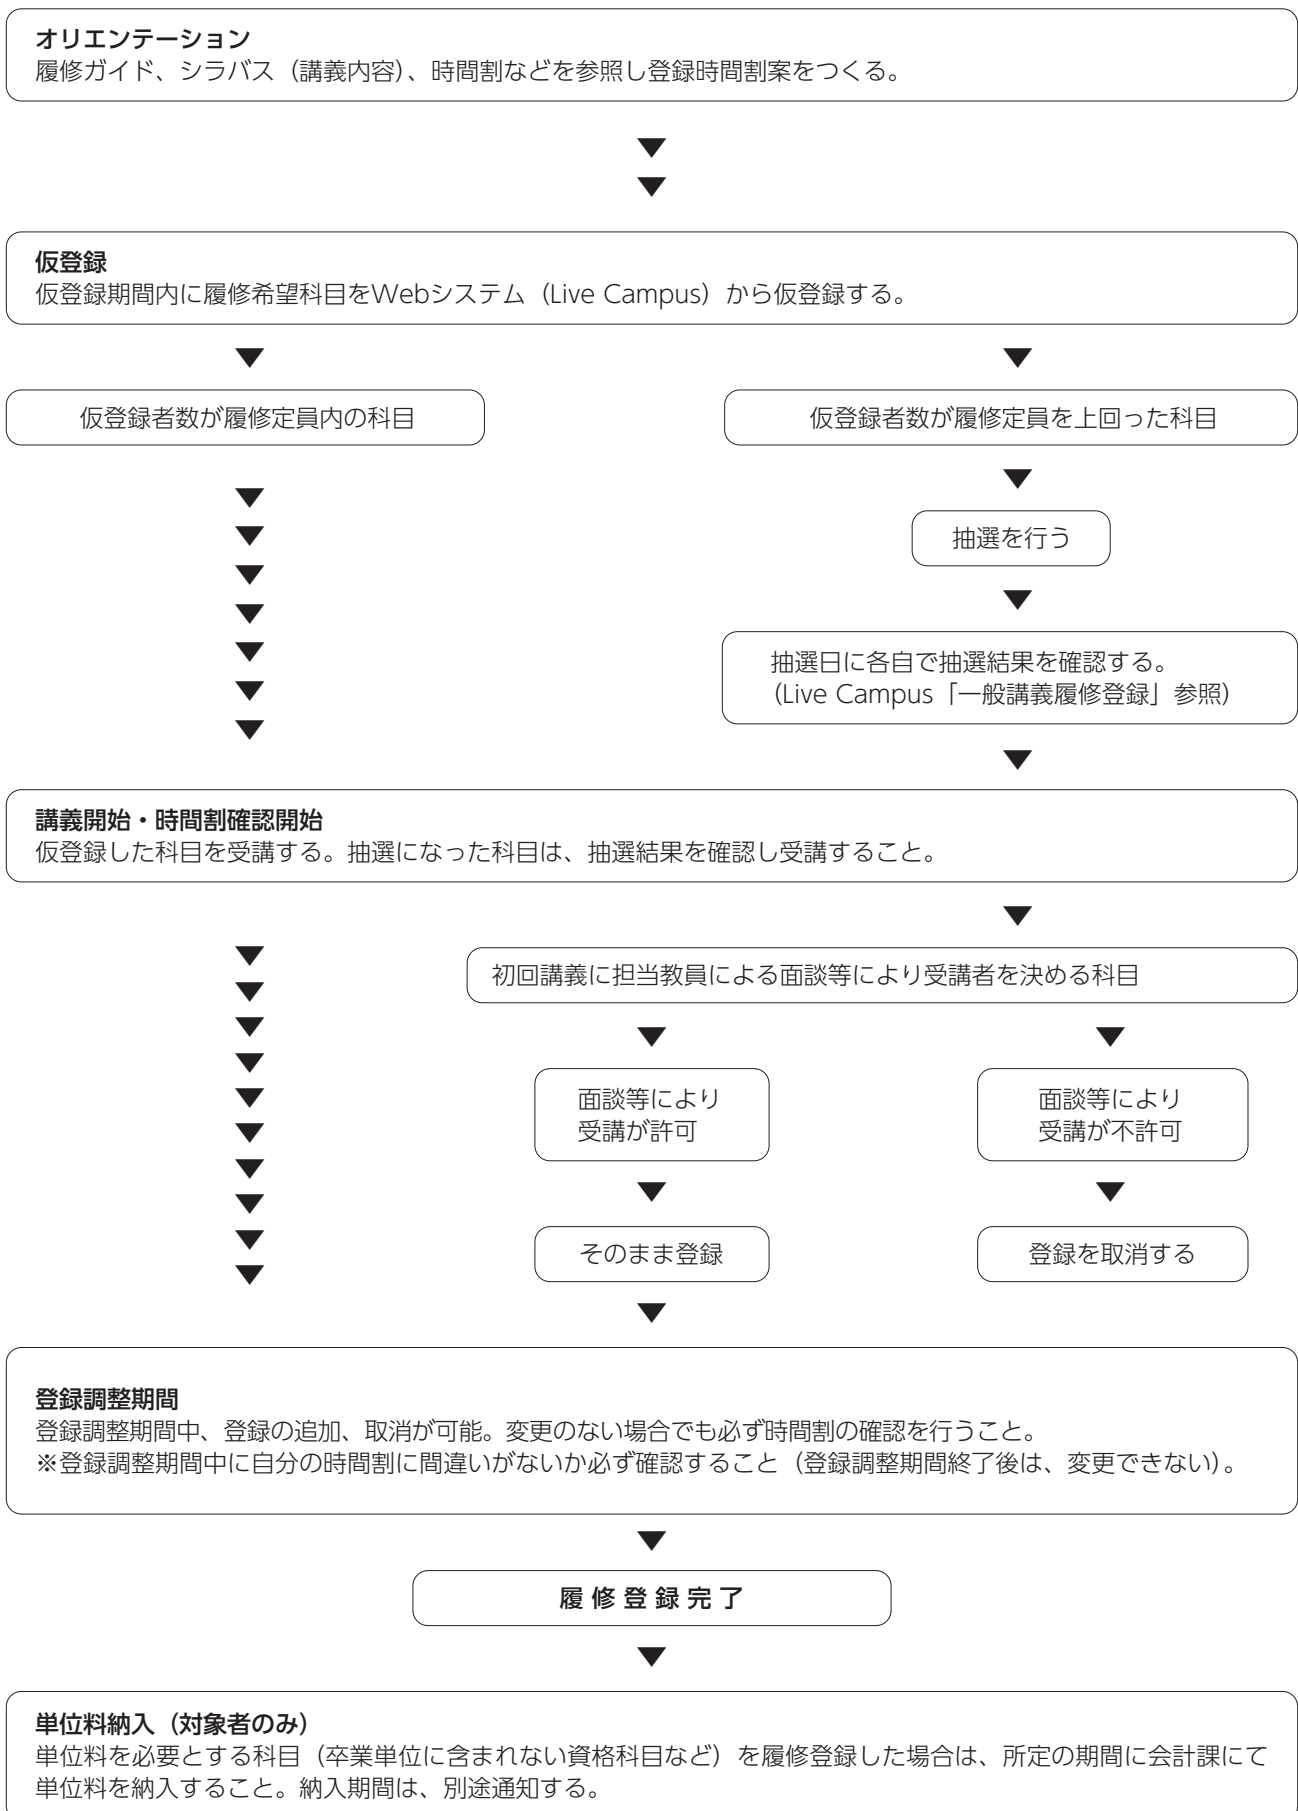 オリエンテーション
履修ガイド、シラバス（講義内容）、時間割などを参照し登録時間割案をつくる。
仮登録
仮登録期間内に履修希望科目をWebシステム（Live Campus）から仮登録する。
仮登録者数が履修定員内の科目
仮登録者数が履修定員を上回った科目
抽選を行う
抽選日に各自で抽選結果を確認する。
（Live Campus「一般講義履修登録」参照）
講義開始・時間割確認開始
仮登録した科目を受講する。抽選になった科目は、抽選結果を確認し受講すること。
初回講義に担当教員による面談等により受講者を決める科目
面談等により
受講が許可
面談等により
受講が不許可
そのまま登録
登録を取消する
登録調整期間
登録調整期間中、登録の追加、取消が可能。変更のない場合でも必ず時間割の確認を行うこと。
※登録調整期間中に自分の時間割に間違いがないか必ず確認すること（登録調整期間終了後は、変更できない）。
履修登録完了
単位料納入（対象者のみ）
単位料を必要とする科目（卒業単位に含まれない資格科目など）を履修登録した場合は、所定の期間に会計課にて
単位料を納入すること。納入期間は、別途通知する。